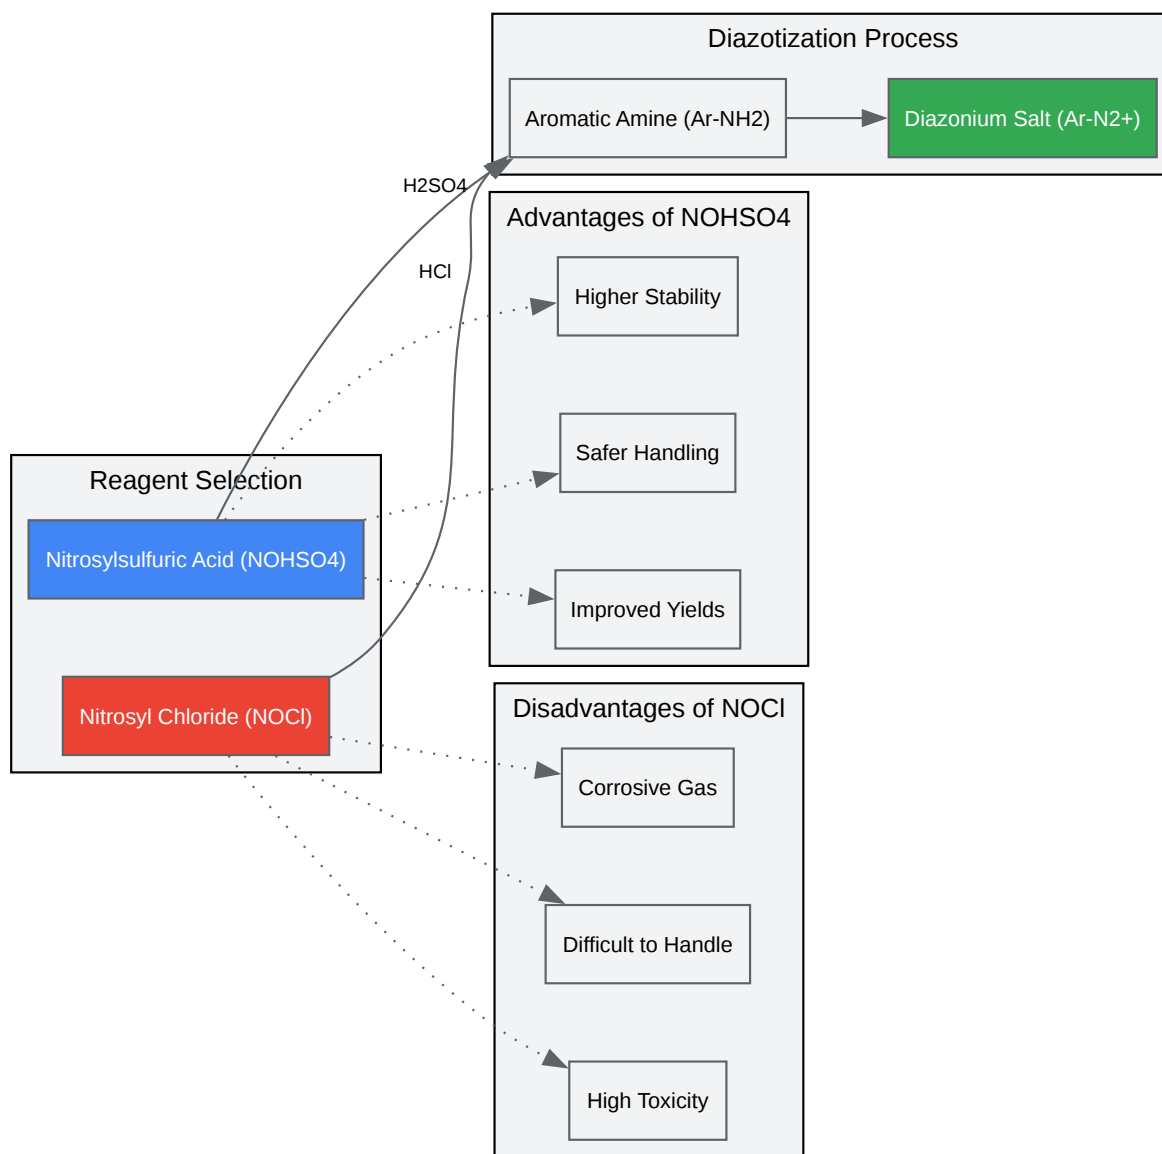 Diazotization Process
Aromatic Amine (Ar-NH2)
Diazonium Salt (Ar-N2+)
H2SO4
HCl
Advantages of NOHSO4
Higher Stability
Safer Handling
Improved Yields
Reagent Selection
Nitrosylsulfuric Acid (NOHSO4)
Nitrosyl Chloride (NOCl)
Disadvantages of NOCl
Corrosive Gas
Difficult to Handle
High Toxicity